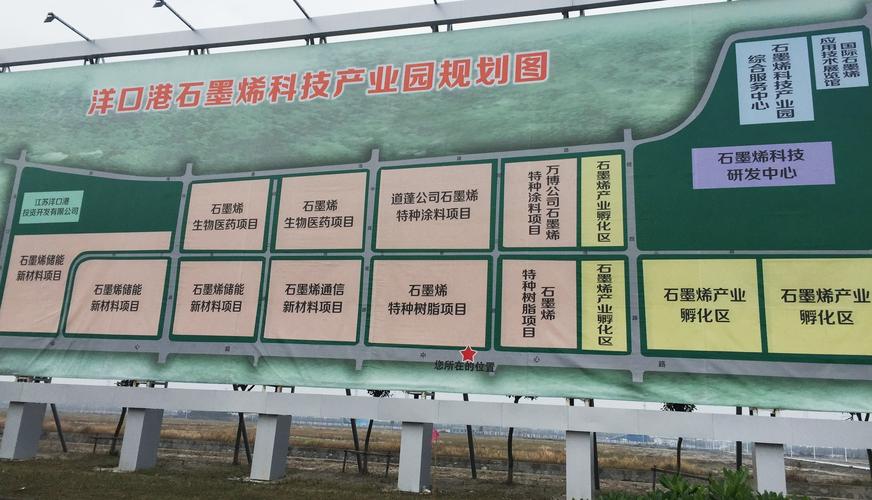 洋口港石墨烯科技产业园规划图
国际石墨烯
应用技术展览馆
石墨烯科技产业园
综合服务中心
石墨烯科技
研发中心
江苏洋口港
投资开发有限公司
石墨烯
生物医药项目
石墨烯
生物医药项目
道蓬公司石墨烯
特种涂料项目
万博公司石墨烯
特种涂料项目
石墨烯产业孵化区
石墨烯储能
新材料项目
石墨烯储能
新材料项目
石墨烯储能
新材料项目
石墨烯通信
新材料项目
石墨烯
特种树脂项目
石墨烯
特种树脂项目
石墨烯产业孵化区
石墨烯产业
孵化区
石墨烯产业
孵化区
中心路
您所在的位置